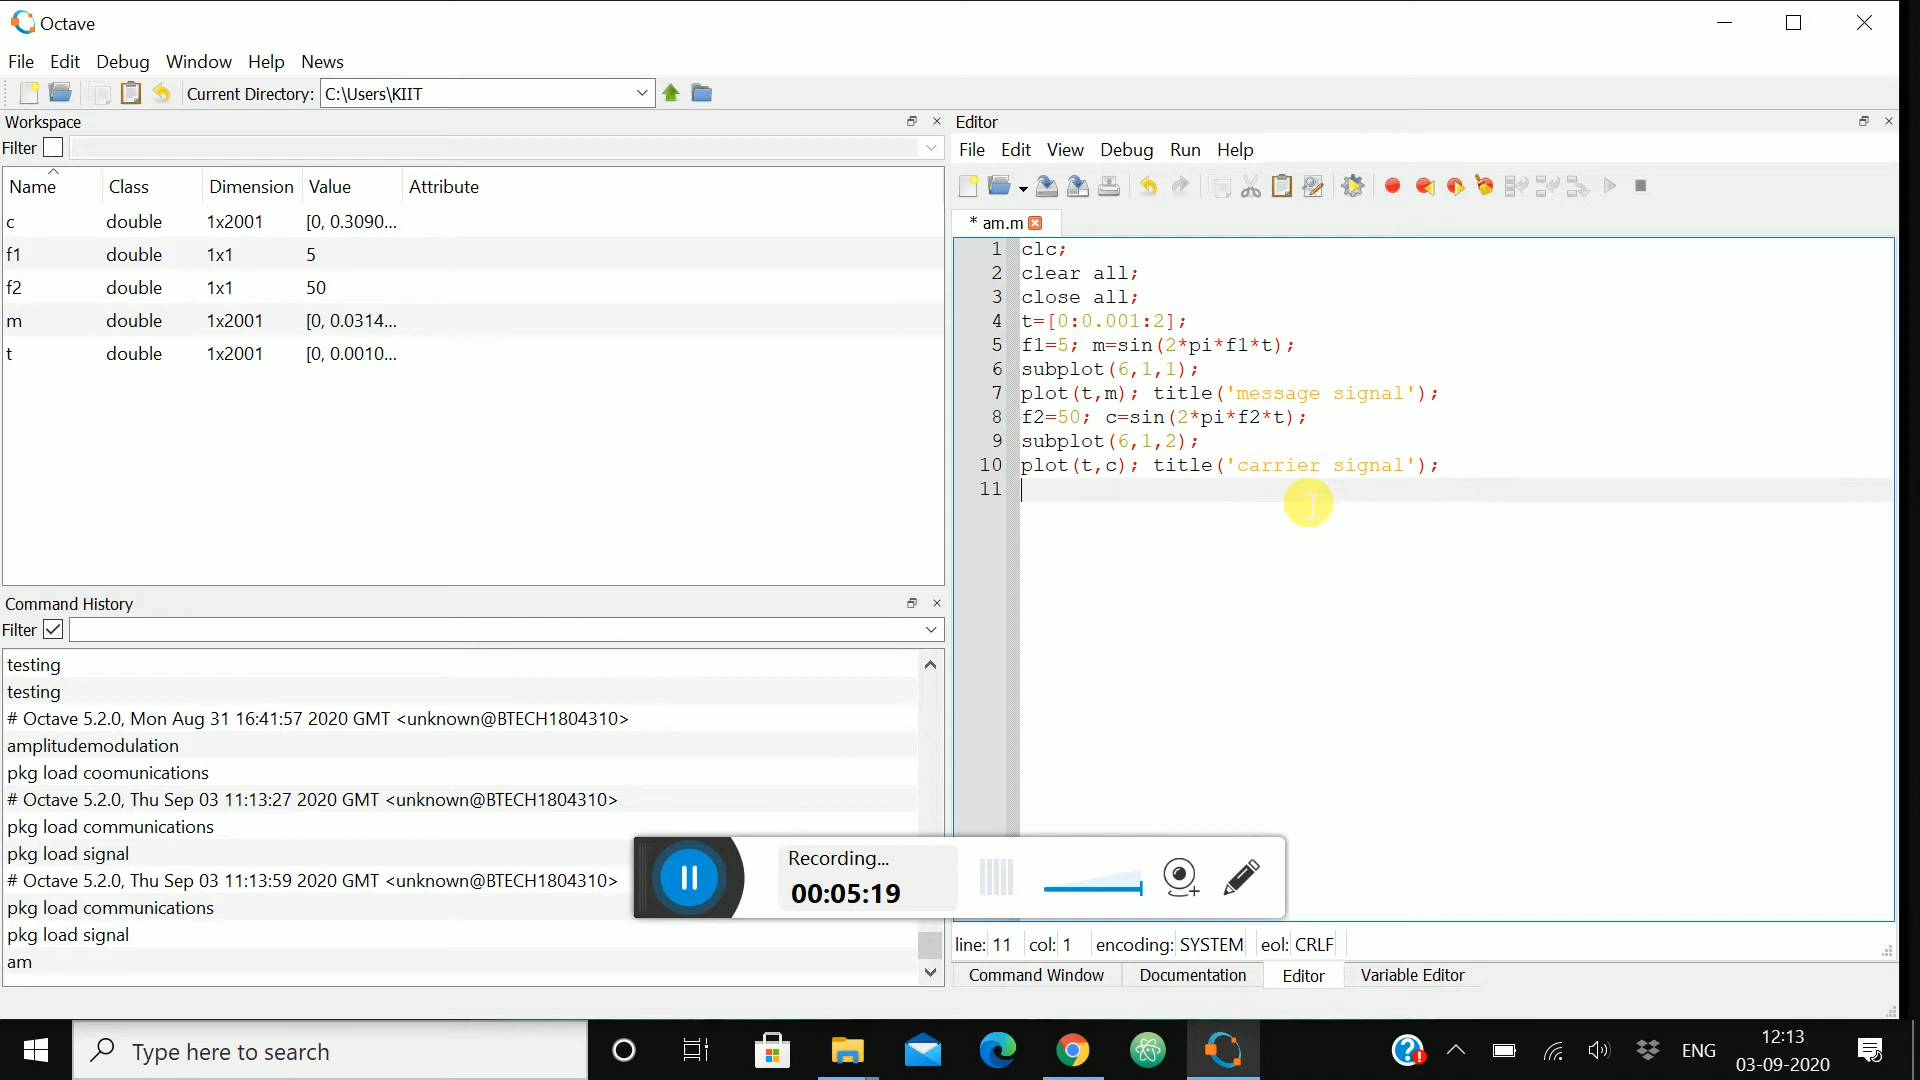 Octave
File Edit Debug Window Help News
Current Directory: C:\Users\KIIT
Workspace
Filter
Name Class Dimension Value Attribute
c double 1x2001 [0, 0.3090...
f1 double 1x1 5
f2 double 1x1 50
m double 1x2001 [0, 0.0314...
t double 1x2001 [0, 0.0010...
Command History
Filter
testing
testing
# Octave 5.2.0, Mon Aug 31 16:41:57 2020 GMT <unknown@BTECH1804310>
amplitudemodulation
pkg load coomunications
# Octave 5.2.0, Thu Sep 03 11:13:27 2020 GMT <unknown@BTECH1804310>
pkg load communications
pkg load signal
# Octave 5.2.0, Thu Sep 03 11:13:59 2020 GMT <unknown@BTECH1804310>
pkg load communications
pkg load signal
am
Editor
File Edit View Debug Run Help
* am.m
1 clc;
2 clear all;
3 close all;
4 t=[0:0.001:2];
5 f1=5; m=sin(2*pi*f1*t);
6 subplot(6,1,1);
7 plot(t,m); title('message signal');
8 f2=50; c=sin(2*pi*f2*t);
9 subplot(6,1,2);
10 plot(t,c); title('carrier signal');
11
Recording...
00:05:19
line: 11 col: 1 encoding: SYSTEM eol: CRLF
Command Window Documentation Editor Variable Editor
Type here to search
ENG
12:13
03-09-2020